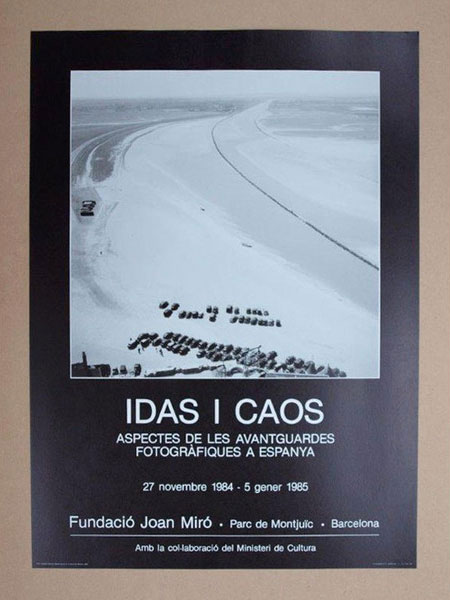 IDAS I CAOS
ASPECTES DE LES AVANTGUARDES
FOTOGRÀFIQUES A ESPANYA
27 novembre 1984 - 5 gener 1985
Fundació Joan Miró • Parc de Montjuïc • Barcelona
Amb la col·laboració del Ministeri de Cultura